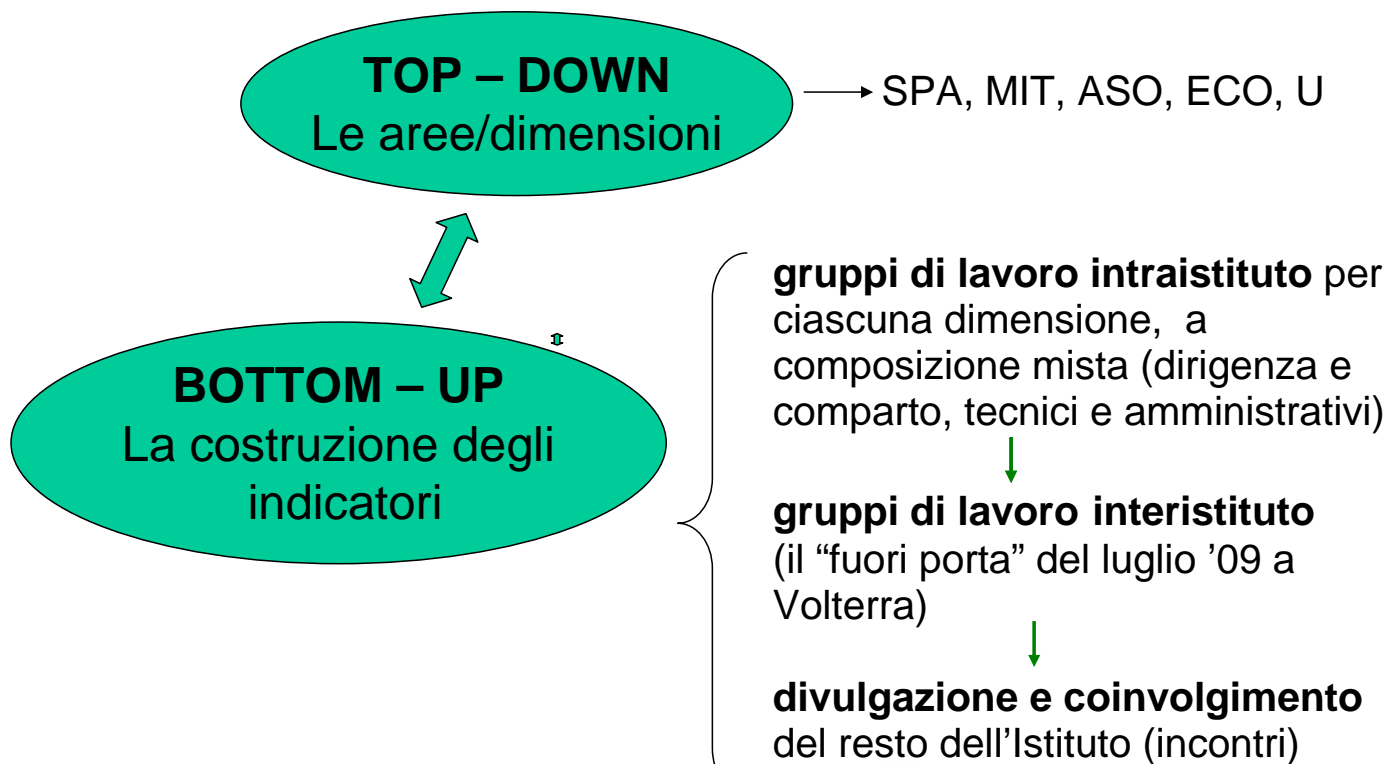 TOP – DOWN
Le aree/dimensioni
SPA, MIT, ASO, ECO, U
BOTTOM – UP
La costruzione degli
indicatori
gruppi di lavoro intraistituto per
ciascuna dimensione, a
composizione mista (dirigenza e
comparto, tecnici e amministrativi)
gruppi di lavoro interistituto
(il “fuori porta” del luglio ’09 a
Volterra)
divulgazione e coinvolgimento
del resto dell’Istituto (incontri)